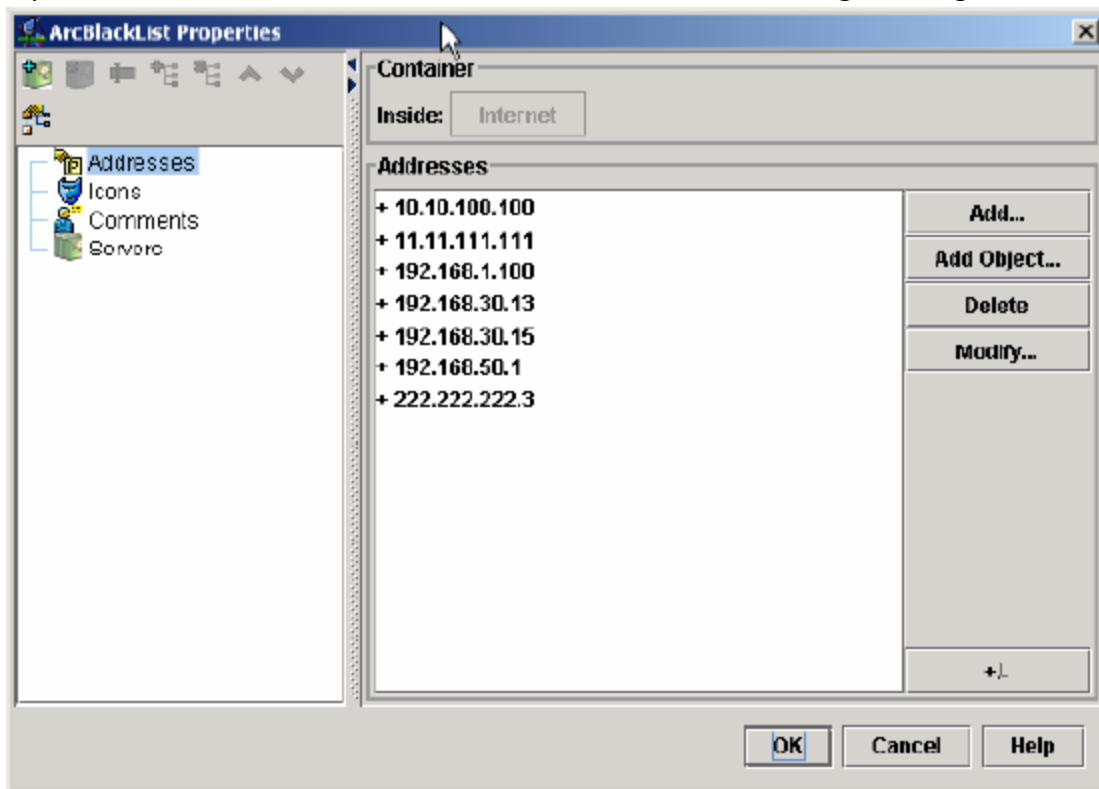 ArcBlackList Properties
Container
Inside: Internet
Addresses
Icons
Comments
Servers
Addresses
+ 10.10.100.100
+ 11.11.111.111
+ 192.168.1.100
+ 192.168.30.13
+ 192.168.30.15
+ 192.168.50.1
+ 222.222.222.3
Add...
Add Object...
Delete
Modify...
+/-
OK Cancel Help